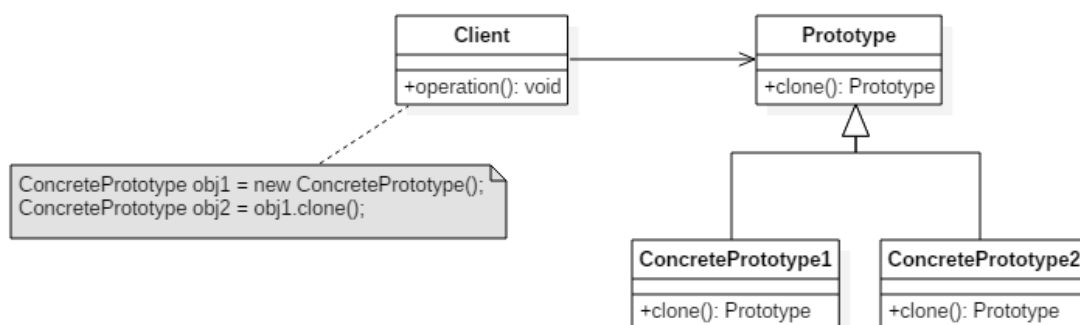 Client
+operation(): void
Prototype
+clone(): Prototype
ConcretePrototype obj1 = new ConcretePrototype();
ConcretePrototype obj2 = obj1.clone();
ConcretePrototype1
+clone(): Prototype
ConcretePrototype2
+clone(): Prototype